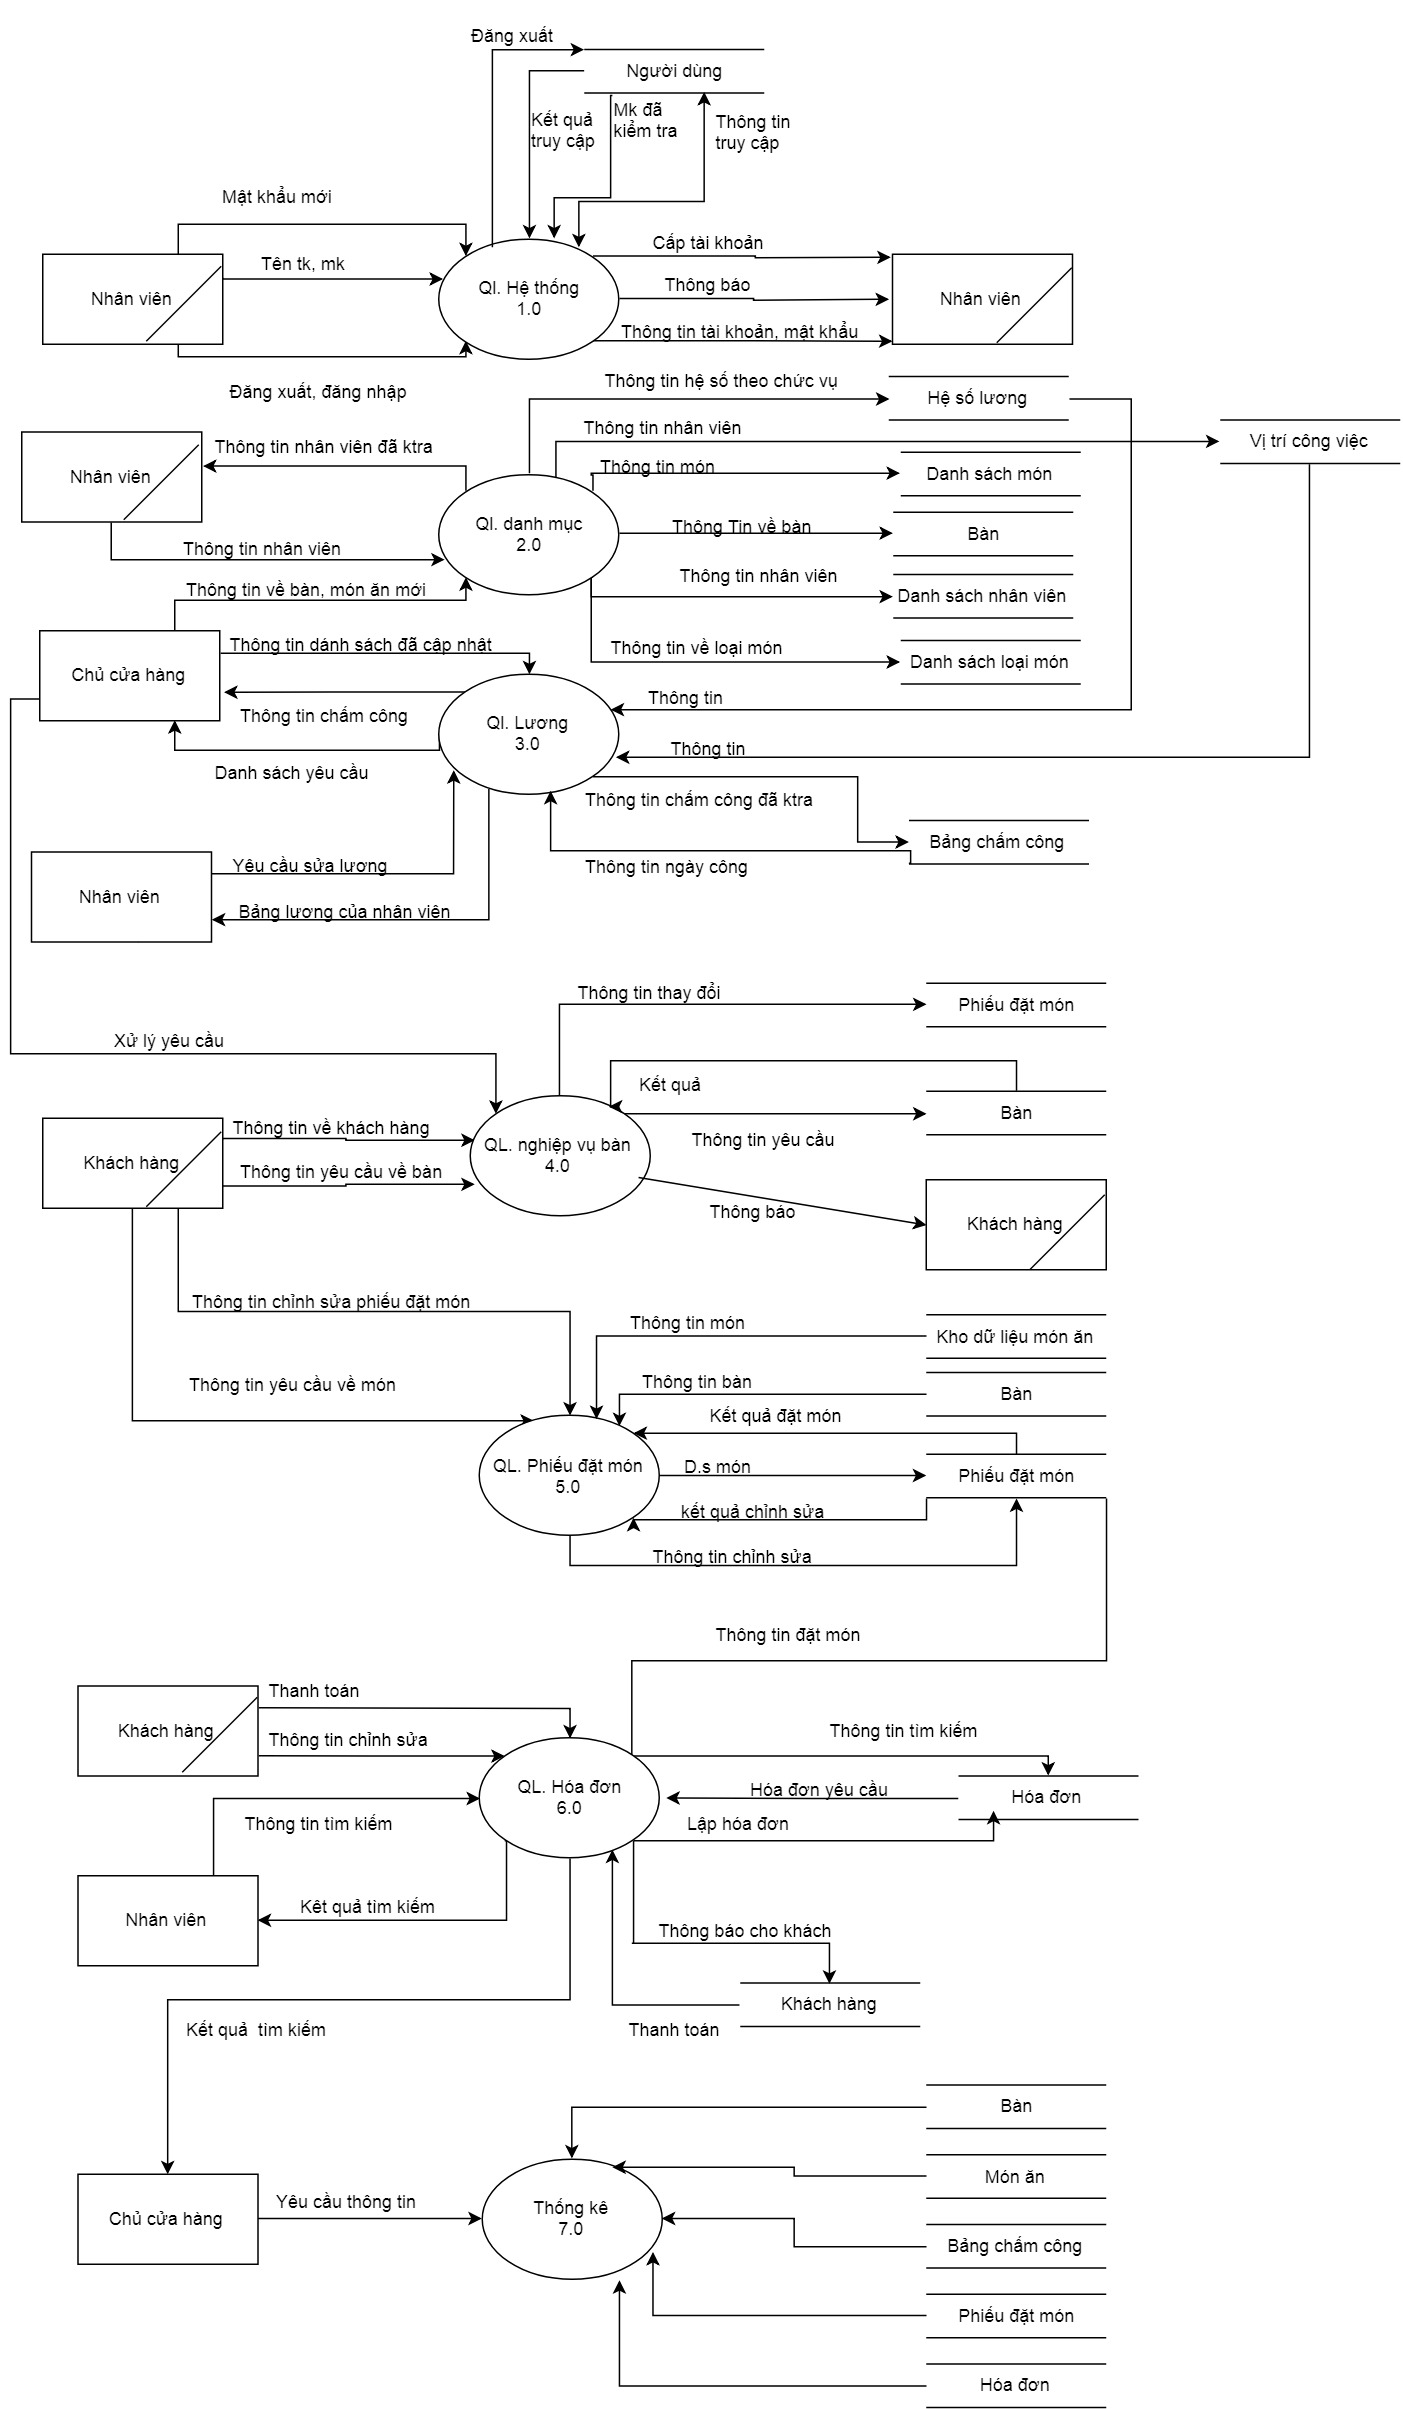 Đăng xuất
Người dùng
Kết quả
truy cập
Mk đã
kiểm tra
Thông tin
truy cập
Mật khẩu mới
Nhân viên
Tên tk, mk
Ql. Hệ thống
1.0
Cấp tài khoản
Thông báo
Thông tin tài khoản, mật khẩu
Nhân viên
Đăng xuất, đăng nhập
Thông tin hệ số theo chức vụ
Hệ số lương
Thông tin nhân viên
Vị trí công việc
Nhân viên
Thông tin nhân viên đã ktra
Thông tin món
Danh sách món
Ql. danh mục
2.0
Thông Tin về bàn
Bàn
Thông tin nhân viên
Thông tin nhân viên
Danh sách nhân viên
Thông tin về bàn, món ăn mới
Thông tin về loại món
Danh sách loại món
Chủ cửa hàng
Thông tin dánh sách đã câp nhât
Thông tin chấm công
Ql. Lương
3.0
Thông tin
Thông tin
Danh sách yêu cầu
Thông tin chấm công đã ktra
Bảng chấm công
Thông tin ngày công
Nhân viên
Yêu cầu sửa lương
Bảng lương của nhân viên
Thông tin thay đổi
Phiếu đặt món
Xử lý yêu cầu
Kết quả
Bàn
Thông tin yêu cầu
Khách hàng
Thông tin về khách hàng
Thông tin yêu cầu về bàn
QL. nghiệp vụ bàn
4.0
Thông báo
Khách hàng
Thông tin chỉnh sửa phiếu đặt món
Thông tin món
Kho dữ liệu món ăn
Thông tin yêu cầu về món
Thông tin bàn
Bàn
Kết quả đặt món
QL. Phiếu đặt món
5.0
D.s món
Phiếu đặt món
kết quả chỉnh sửa
Thông tin chỉnh sửa
Thông tin đặt món
Khách hàng
Thanh toán
Thông tin chỉnh sửa
Thông tin tìm kiếm
QL. Hóa đơn
6.0
Hóa đơn yêu cầu
Hóa đơn
Thông tin tìm kiếm
Lập hóa đơn
Nhân viên
Kêt quả tìm kiếm
Thông báo cho khách
Khách hàng
Kết quả  tìm kiếm
Thanh toán
Bàn
Món ăn
Chủ cửa hàng
Yêu cầu thông tin
Thống kê
7.0
Bảng chấm công
Phiếu đặt món
Hóa đơn